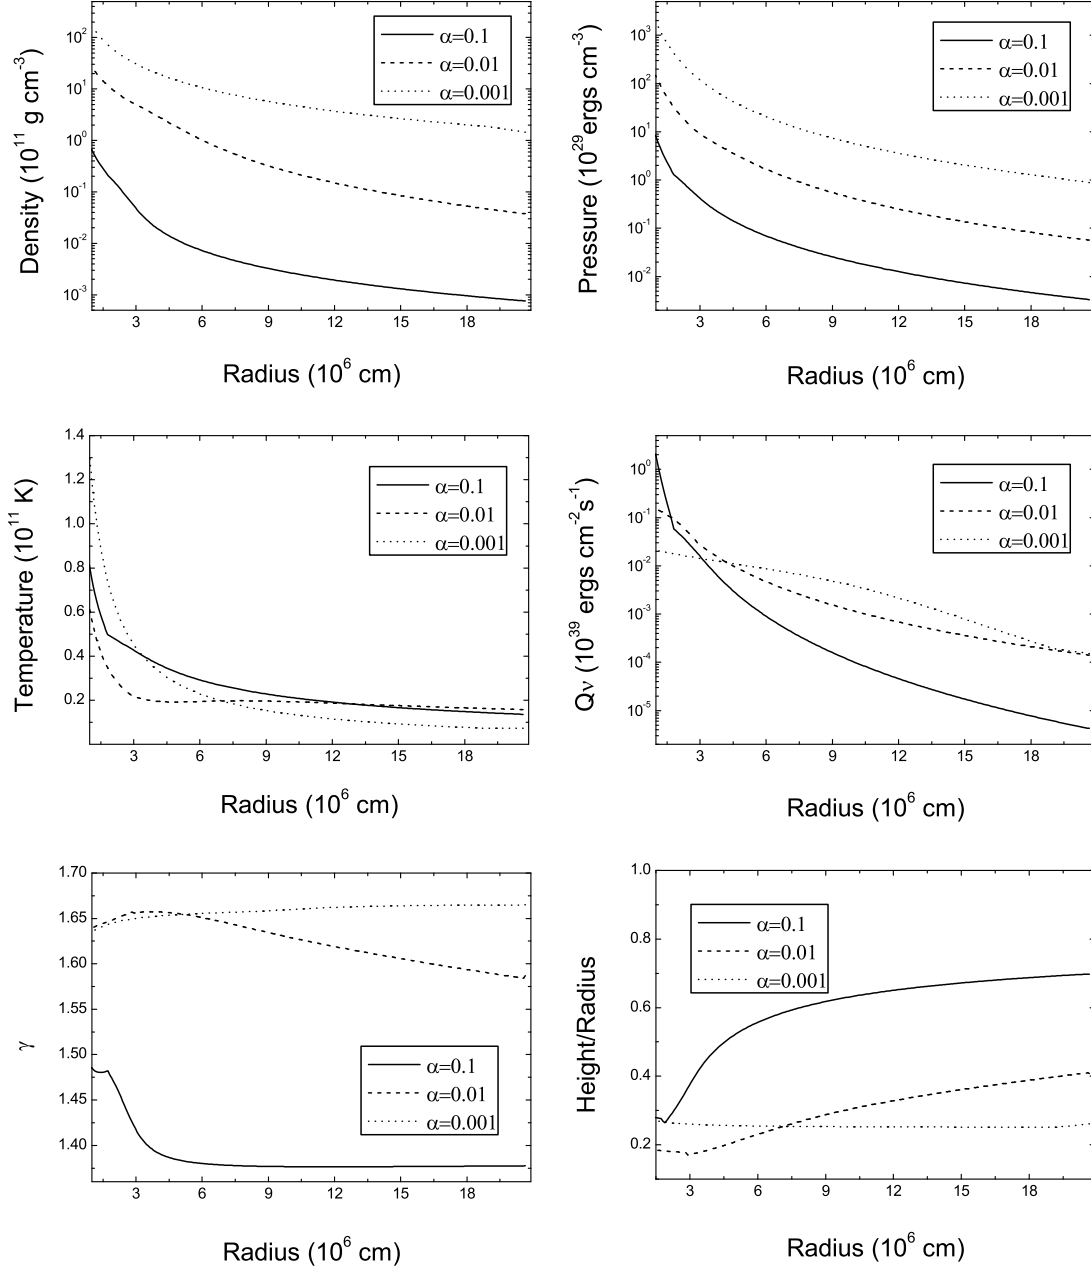 Density (10^11 g cm^-3)
10^2
10^1
10^0
10^-1
10^-2
10^-3
α=0.1
α=0.01
α=0.001
3 6 9 12 15 18
Radius (10^6 cm)
Pressure (10^29 ergs cm^-3)
10^3
10^2
10^1
10^0
10^-1
10^-2
α=0.1
α=0.01
α=0.001
3 6 9 12 15 18
Radius (10^6 cm)
Temperature (10^11 K)
1.4
1.2
1.0
0.8
0.6
0.4
0.2
α=0.1
α=0.01
α=0.001
3 6 9 12 15 18
Radius (10^6 cm)
Qν (10^39 ergs cm^-2 s^-1)
10^0
10^-1
10^-2
10^-3
10^-4
10^-5
α=0.1
α=0.01
α=0.001
3 6 9 12 15 18
Radius (10^6 cm)
γ
1.70
1.65
1.60
1.55
1.50
1.45
1.40
α=0.1
α=0.01
α=0.001
3 6 9 12 15 18
Radius (10^6 cm)
Height/Radius
1.0
0.8
0.6
0.4
0.2
α=0.1
α=0.01
α=0.001
3 6 9 12 15 18
Radius (10^6 cm)